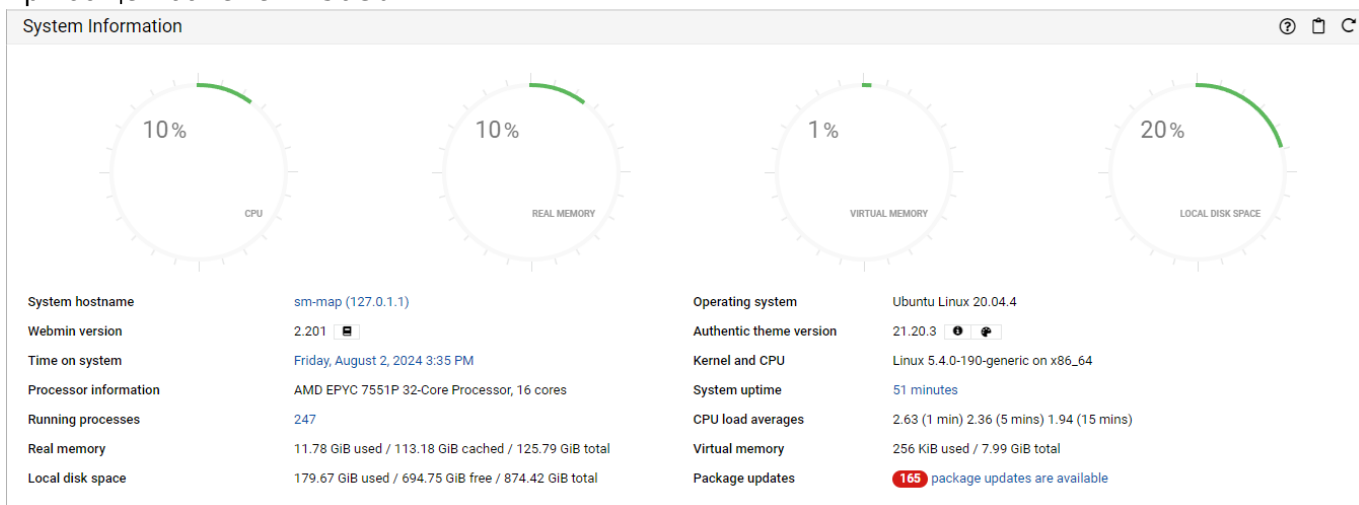 System Information
10%
CPU
10%
REAL MEMORY
1%
VIRTUAL MEMORY
20%
LOCAL DISK SPACE
System hostname sm-map (127.0.1.1) Operating system Ubuntu Linux 20.04.4
Webmin version 2.201 Authentic theme version 21.20.3
Time on system Friday, August 2, 2024 3:35 PM Kernel and CPU Linux 5.4.0-190-generic on x86_64
Processor information AMD EPYC 7551P 32-Core Processor, 16 cores System uptime 51 minutes
Running processes 247 CPU load averages 2.63 (1 min) 2.36 (5 mins) 1.94 (15 mins)
Real memory 11.78 GiB used / 113.18 GiB cached / 125.79 GiB total Virtual memory 256 KiB used / 7.99 GiB total
Local disk space 179.67 GiB used / 694.75 GiB free / 874.42 GiB total Package updates 165 package updates are available